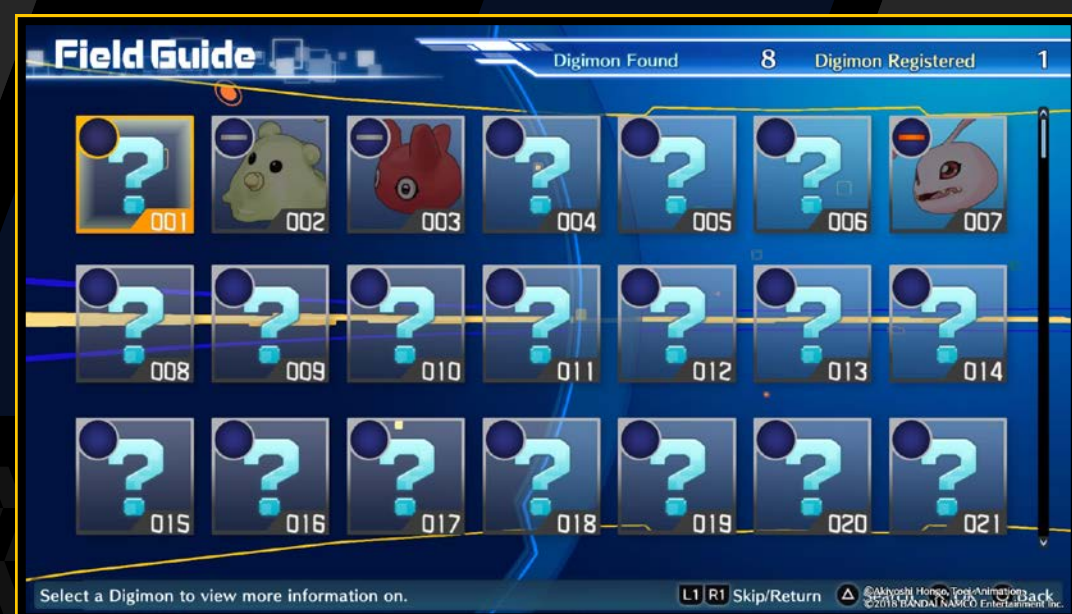 Field Guide
Digimon Found 8 Digimon Registered 1
? 001 002 003 ? 004 ? 005 ? 006 007
? 008 ? 009 ? 010 ? 011 ? 012 ? 013 ? 014
? 015 ? 016 ? 017 ? 018 ? 019 ? 020 ? 021
Select a Digimon to view more information on. L1 R1 Skip/Return Search OK Back
©Akiyoshi Hongo, Toei Animation
©2018 BANDAI NAMCO Entertainment Inc.